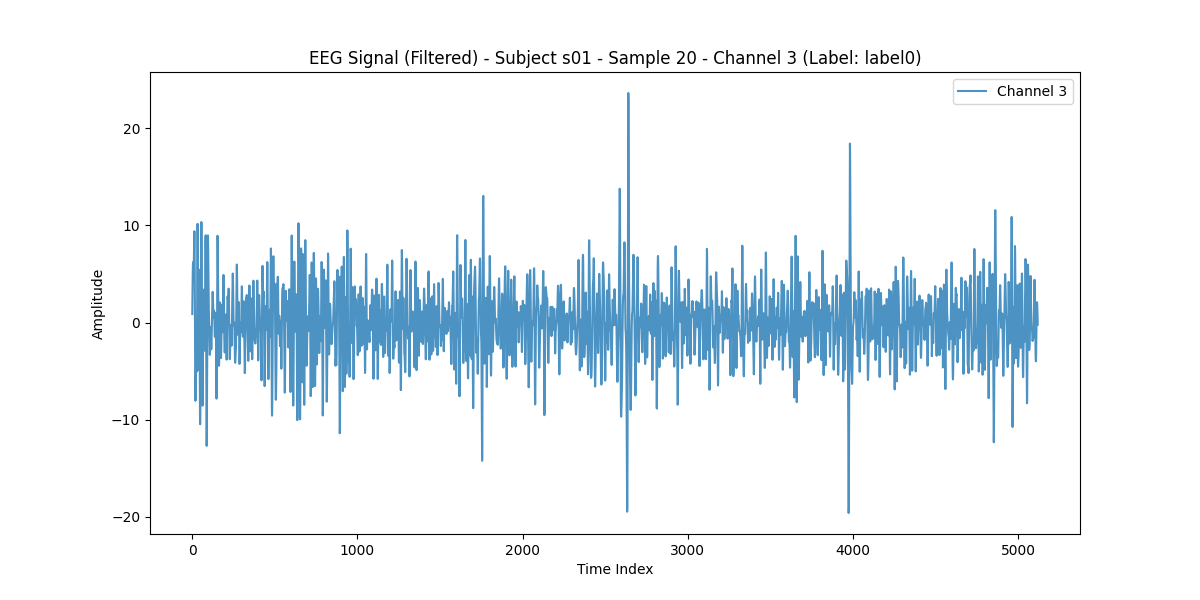 EEG Signal (Filtered) - Subject s01 - Sample 20 - Channel 3 (Label: label0)
Channel 3
20
10
0
−10
−20
Amplitude
0 1000 2000 3000 4000 5000
Time Index